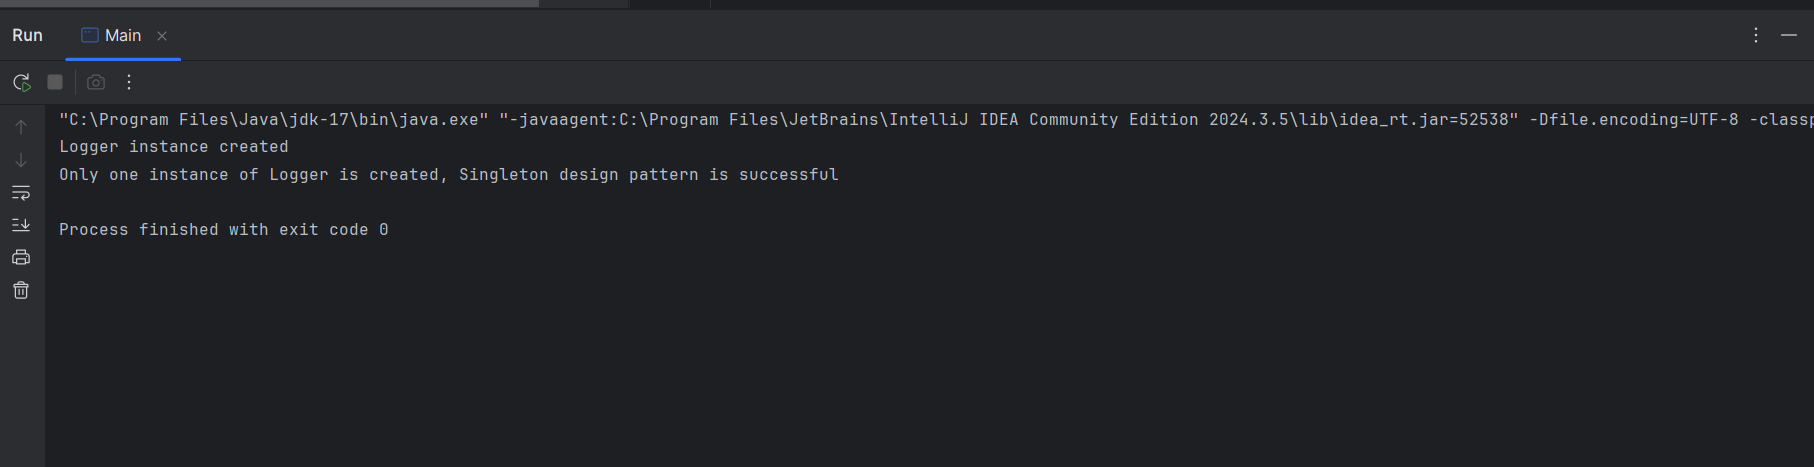 Run
Main
"C:\Program Files\Java\jdk-17\bin\java.exe" "-javaagent:C:\Program Files\JetBrains\IntelliJ IDEA Community Edition 2024.3.5\lib\idea_rt.jar=52538" -Dfile.encoding=UTF-8 -classp
Logger instance created
Only one instance of Logger is created, Singleton design pattern is successful
Process finished with exit code 0